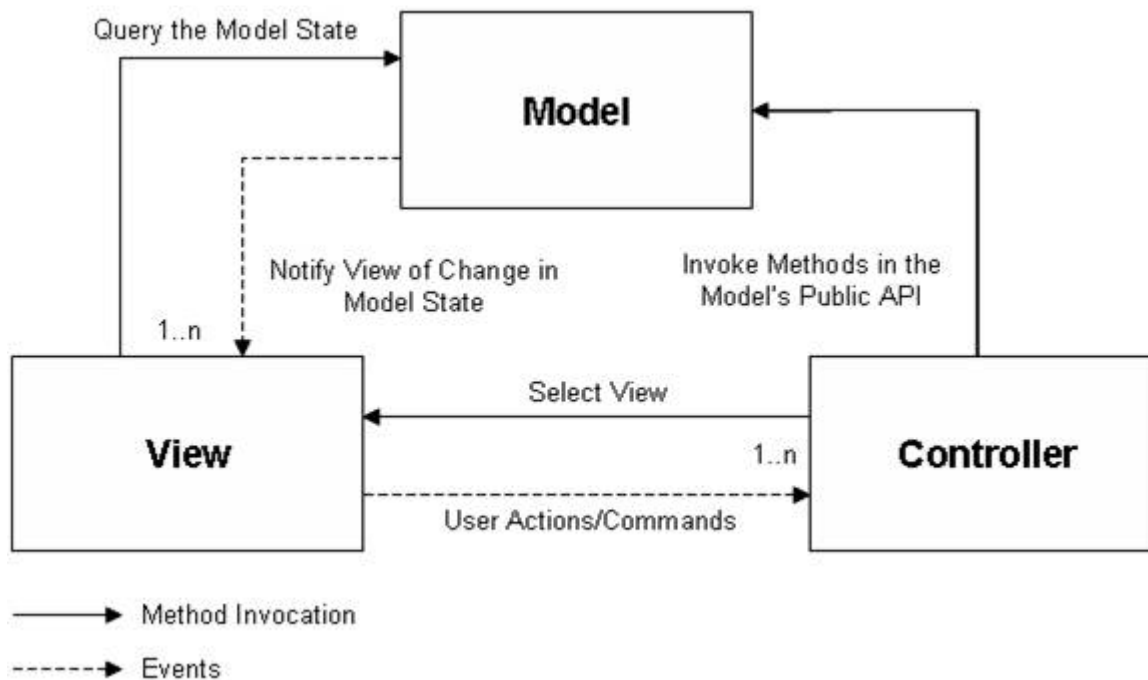 Query the Model State
Model
Notify View of Change in
Model State
Invoke Methods in the
Model's Public API
1..n
Select View
View
1..n
Controller
User Actions/Commands
Method Invocation
Events